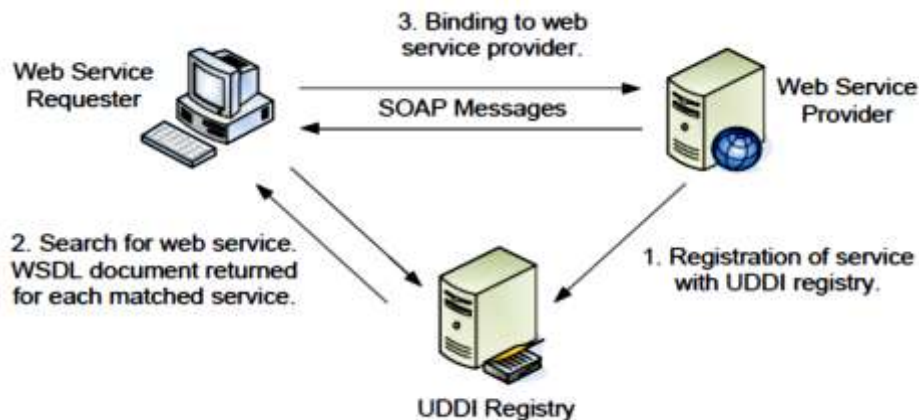 3. Binding to web
service provider.
Web Service
Requester
SOAP Messages
Web Service
Provider
2. Search for web service.
WSDL document returned
for each matched service.
1. Registration of service
with UDDI registry.
UDDI Registry